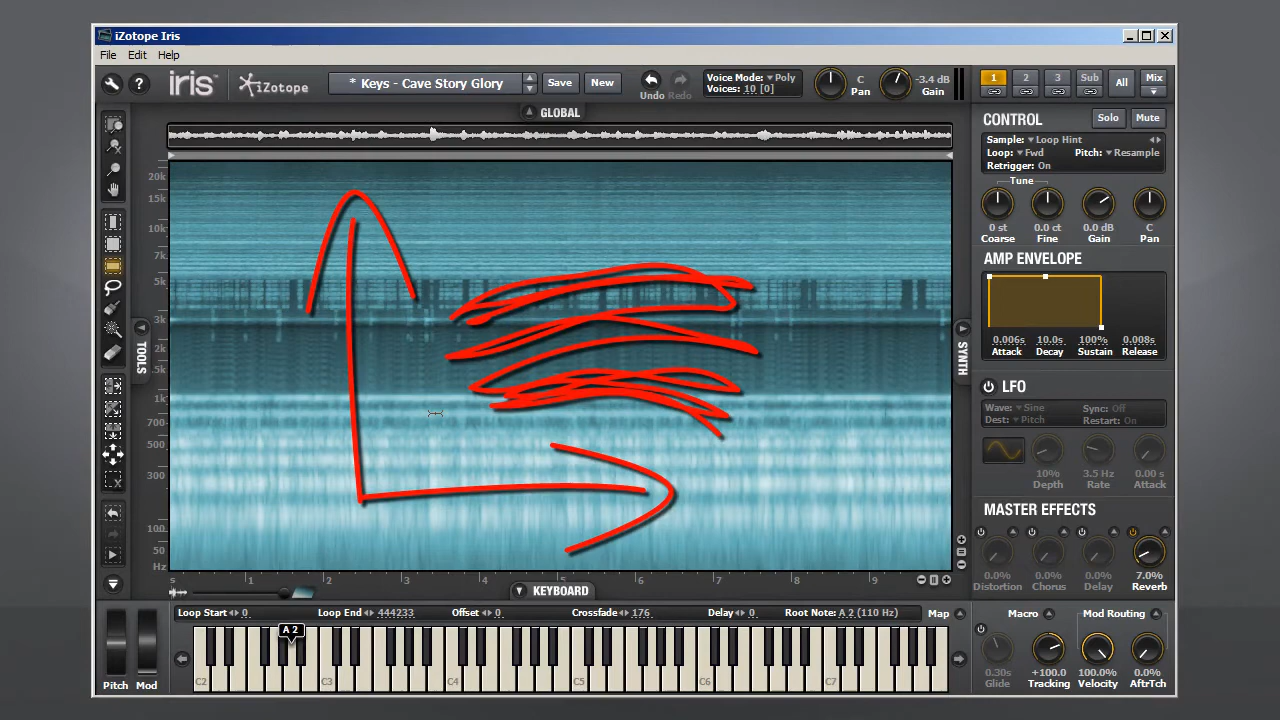 iZotope Iris
File Edit Help
iris iZotope * Keys - Cave Story Glory Save New Undo Redo Voice Mode: Poly Voices: 10 [0] C Pan -3.4 dB Gain 1 2 3 Sub All Mix
GLOBAL
CONTROL Solo Mute
Sample: Loop Hint
Loop: Fwd Pitch: Resample
Retrigger: On
Tune
0 st 0.0 ct 0.0 dB C
Coarse Fine Gain Pan
AMP ENVELOPE
0.006s 10.0s 100% 0.008s
Attack Decay Sustain Release
LFO
Wave: Sine Sync: Off
Dest: Pitch Restart: On
10% 3.5 Hz 0.00 s
Depth Rate Attack
MASTER EFFECTS
0.0% 0.0% 0.0% 7.0%
Distortion Chorus Delay Reverb
TOOLS
SYNTH
20k
15k
10k
7k
5k
3k
2k
.5k
1k
700
500
300
100
50
Hz
s 1 2 3 4 5 6 7 8 9
KEYBOARD
Loop Start 0 Loop End 444233 Offset 0 Crossfade 176 Delay 0 Root Note: A 2 (110 Hz) Map
A 2
C2 C3 C4 C5 C6 C7
Pitch Mod
Macro Mod Routing
0.30s +100.0 100.0%
Glide Tracking Velocity AftrTch